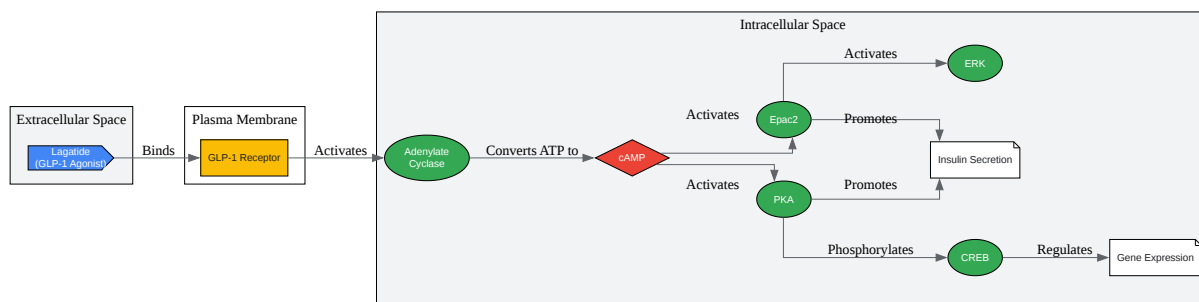 Intracellular Space
Activates
ERK
Extracellular Space
Plasma Membrane
Activates
Epac2
Promotes
Lagatide
(GLP-1 Agonist)
Binds
GLP-1 Receptor
Activates
Adenylate
Cyclase
Converts ATP to
cAMP
Insulin Secretion
Activates
PKA
Promotes
Phosphorylates
CREB
Regulates
Gene Expression